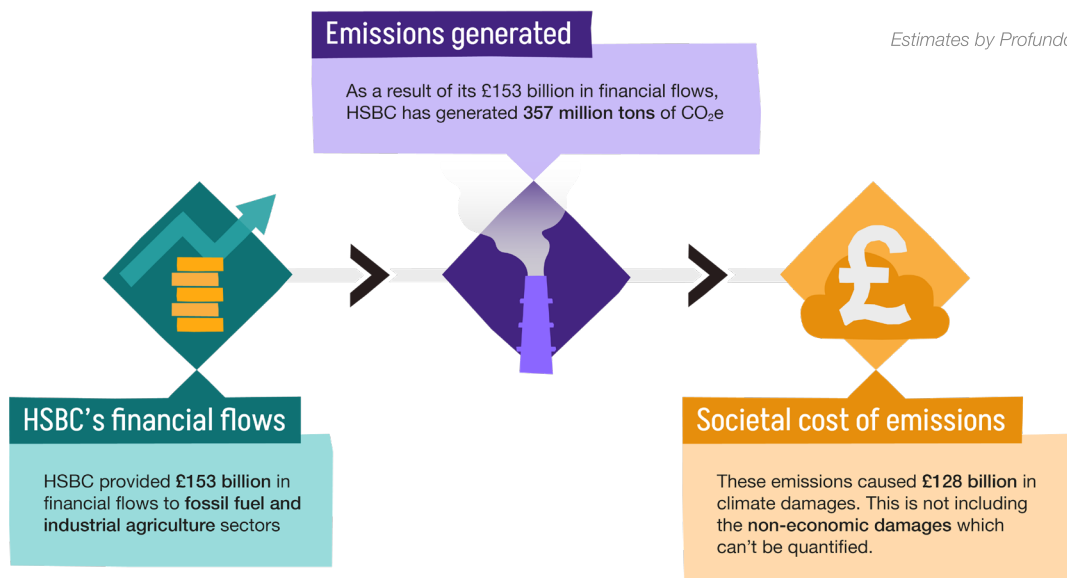 Emissions generated
Estimates by Profundo
As a result of its £153 billion in financial flows,
HSBC has generated 357 million tons of CO₂e
£
HSBC's financial flows
HSBC provided £153 billion in
financial flows to fossil fuel and
industrial agriculture sectors
Societal cost of emissions
These emissions caused £128 billion in
climate damages. This is not including
the non-economic damages which
can't be quantified.